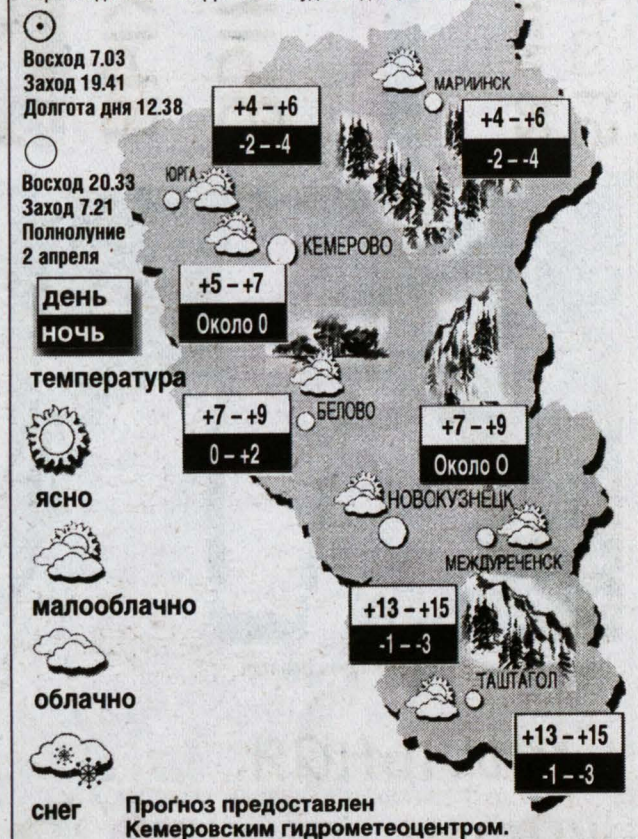 Восход 7.03
Заход 19.41
Долгота дня 12.38
Восход 20.33
Заход 7.21
Полнолуние
2 апреля
день
ночь
температура
ясно
малооблачно
облачно
снег
МАРИИНСК
+4 – +6
-2 – -4
+4 – +6
-2 – -4
ЮРГА
КЕМЕРОВО
+5 – +7
Около 0
+7 – +9
0 – +2
БЕЛОВО
+7 – +9
Около О
НОВОКУЗНЕЦК
МЕЖДУРЕЧЕНСК
+13 – +15
-1 – -3
ТАШТАГОЛ
+13 – +15
-1 – -3
Прогноз предоставлен
Кемеровским гидрометеоцентром.